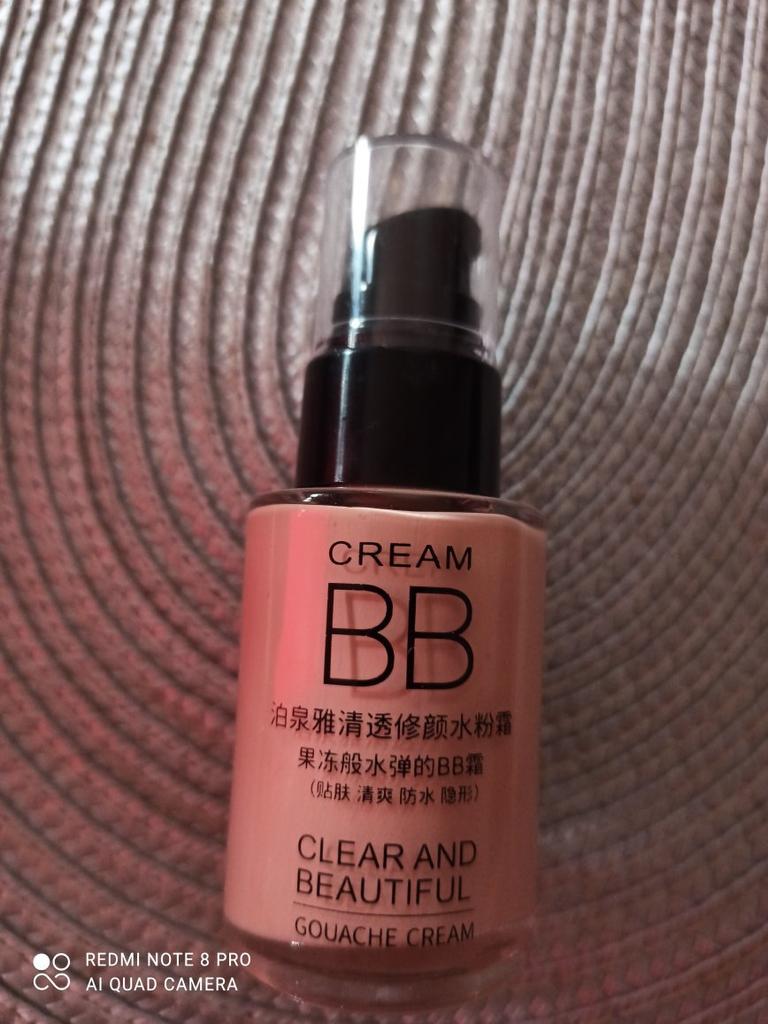 CREAM
BB
泊泉雅清透修颜水粉霜
果冻般水弹的BB霜
(贴肤 清爽 防水 隐形)
CLEAR AND
BEAUTIFUL
GOUACHE CREAM
REDMI NOTE 8 PRO
AI QUAD CAMERA